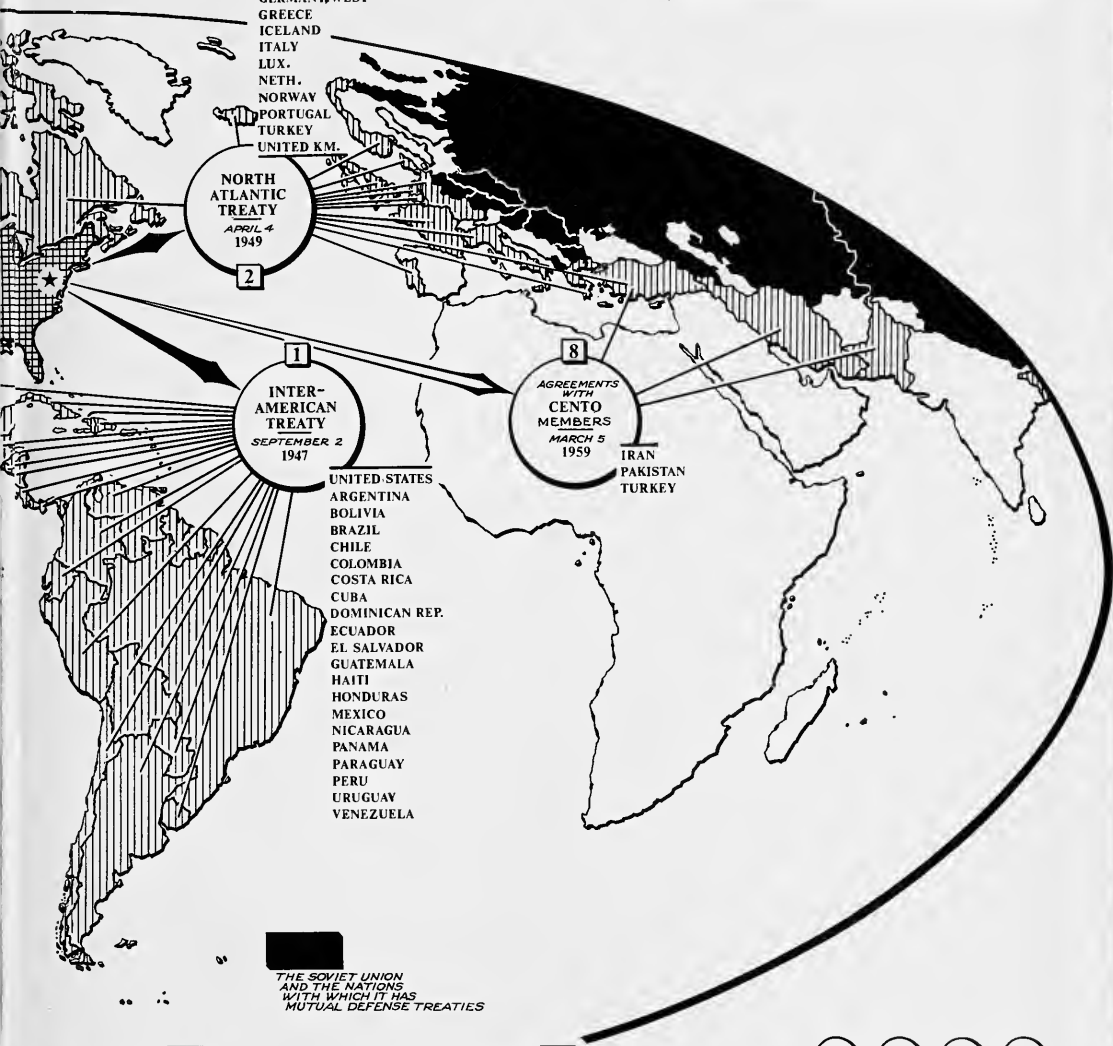 GERMANY, WEST
GREECE
ICELAND
ITALY
LUX.
NETH.
NORWAY
PORTUGAL
TURKEY
UNITED KM.
NORTH
ATLANTIC
TREATY
APRIL 4
1949
2
1
INTER-
AMERICAN
TREATY
SEPTEMBER 2
1947
UNITED STATES
ARGENTINA
BOLIVIA
BRAZIL
CHILE
COLOMBIA
COSTA RICA
CUBA
DOMINICAN REP.
ECUADOR
EL SALVADOR
GUATEMALA
HAITI
HONDURAS
MEXICO
NICARAGUA
PANAMA
PARAGUAY
PERU
URUGUAY
VENEZUELA
8
AGREEMENTS
WITH
CENTO
MEMBERS
MARCH 5
1959
IRAN
PAKISTAN
TURKEY
THE SOVIET UNION
AND THE NATIONS
WITH WHICH IT HAS
MUTUAL DEFENSE TREATIES